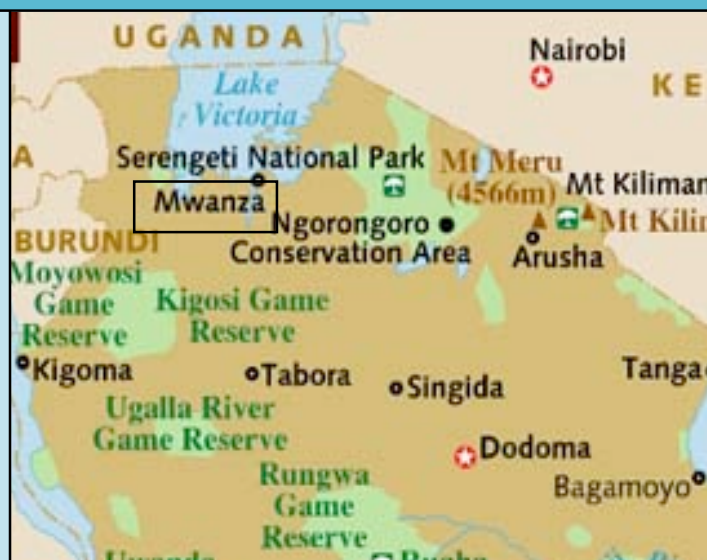 UGANDA
Nairobi
Lake
Victoria
KE
Serengeti National Park
Mt Meru
(4566m)
Mt Kiliman
A
Mwanza
Ngorongoro
Conservation Area
Mt Kilin
Arusha
BURUNDI
Moyowosi
Game
Reserve
Kigosi Game
Reserve
Kigoma
Tabora
Singida
Tanga
Ugalla River
Game Reserve
Dodoma
Rungwa
Game
Reserve
Bagamoyo